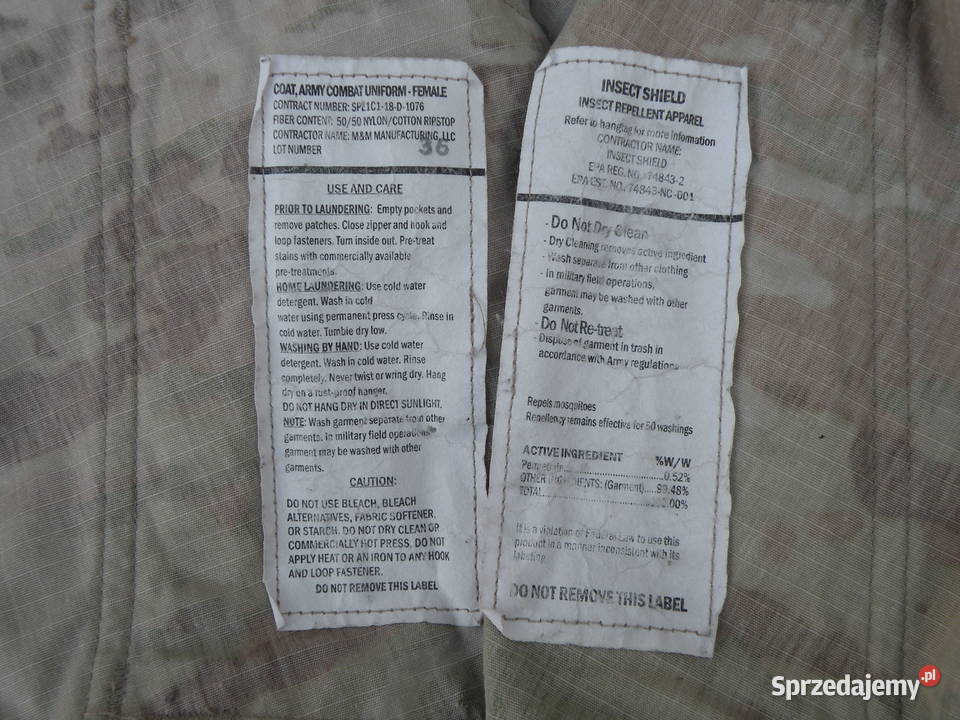 COAT, ARMY COMBAT UNIFORM - FEMALE
CONTRACT NUMBER: SPE1C1-18-D-1076
FIBER CONTENT: 50/50 NYLON/COTTON RIPSTOP
CONTRACTOR NAME: M&M MANUFACTURING, LLC
LOT NUMBER 36
USE AND CARE
PRIOR TO LAUNDERING: Empty pockets and
remove patches. Close zipper and hook and
loop fasteners. Turn inside out. Pre-treat
stains with commercially available
pre-treatments.
HOME LAUNDERING: Use cold water
detergent. Wash in cold
water using permanent press cycle. Rinse in
cold water. Tumble dry low.
WASHING BY HAND: Use cold water
detergent. Wash in cold water. Rinse
completely. Never twist or wring dry. Hang
dry on a rust-proof hanger.
DO NOT HANG DRY IN DIRECT SUNLIGHT.
NOTE: Wash garment separate from other
garments. In military field operations
garment may be washed with other
garments.
CAUTION:
DO NOT USE BLEACH, BLEACH
ALTERNATIVES, FABRIC SOFTENER,
OR STARCH. DO NOT DRY CLEAN OR
COMMERCIALLY HOT PRESS. DO NOT
APPLY HEAT OR AN IRON TO ANY HOOK
AND LOOP FASTENER.
DO NOT REMOVE THIS LABEL
INSECT SHIELD
INSECT REPELLENT APPAREL
Refer to hangtag for more information
CONTRACTOR NAME:
INSECT SHIELD
EPA REG. NO. 74843-2
EPA EST. NO. 74843-NC-001
- Do Not Dry Clean
- Dry Cleaning removes active ingredient
- Wash separate from other clothing
- In military field operations,
garment may be washed with other
garments.
- Do Not Re-treat
- Dispose of garment in trash in
accordance with Army regulations
Repels mosquitoes
Repellency remains effective for 50 washings
ACTIVE INGREDIENT %W/W
0.52%
OTHER (Garment)....99.48%
TOTAL
It is a violation of Federal Law to use this
product in a manner inconsistent with its
labeling.
DO NOT REMOVE THIS LABEL
Sprzedajemy.pl